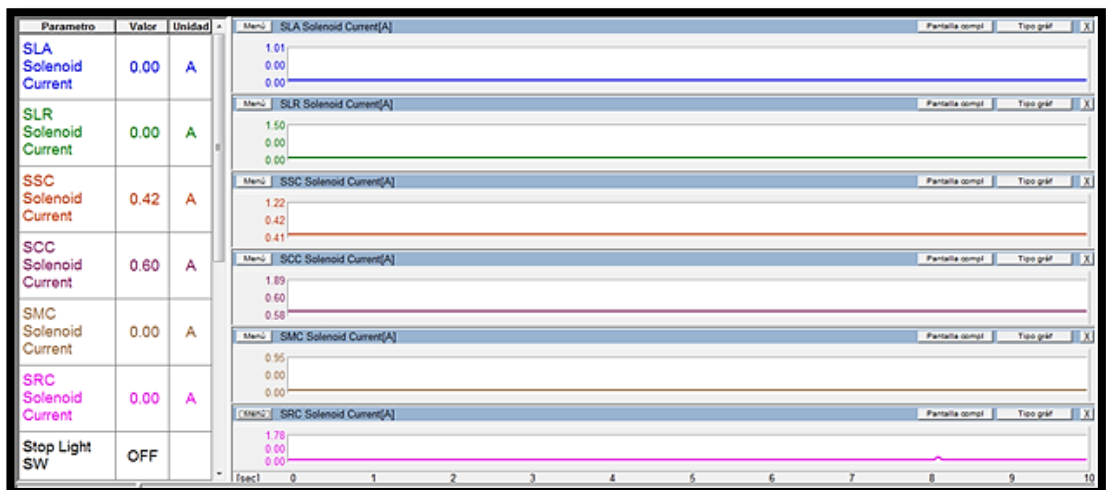 Parametro Valor Unidad
SLA Solenoid Current 0.00 A
SLR Solenoid Current 0.00 A
SSC Solenoid Current 0.42 A
SCC Solenoid Current 0.60 A
SMC Solenoid Current 0.00 A
SRC Solenoid Current 0.00 A
Stop Light SW OFF
Menú SLA Solenoid Current[A] Pantalla compl Tipo gráf X
1.01
0.00
0.00
Menú SLR Solenoid Current[A] Pantalla compl Tipo gráf X
1.50
0.00
0.00
Menú SSC Solenoid Current[A] Pantalla compl Tipo gráf X
1.22
0.42
0.41
Menú SCC Solenoid Current[A] Pantalla compl Tipo gráf X
1.89
0.60
0.58
Menú SMC Solenoid Current[A] Pantalla compl Tipo gráf X
0.95
0.00
0.00
Menú SRC Solenoid Current[A] Pantalla compl Tipo gráf X
1.78
0.00
0.00
[sec] 0 1 2 3 4 5 6 7 8 9 10